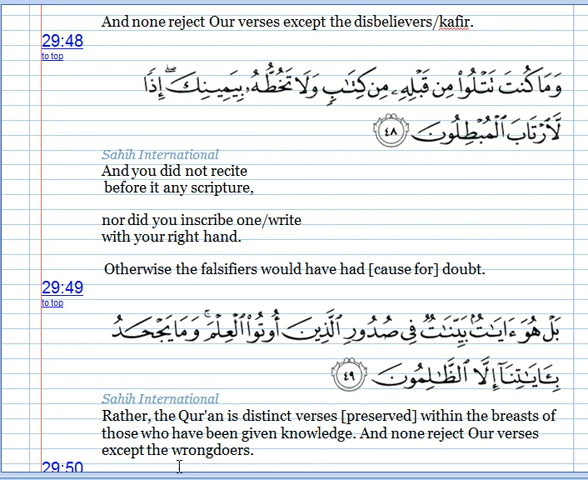 And none reject Our verses except the disbelievers/kafir.
29:48
to top
وَمَا كُنتَ تَتْلُوا۟ مِن قَبْلِهِۦ مِن كِتَـٰبٍ وَلَا تَخُطُّهُۥ بِيَمِينِكَ ۖ إِذًا
لَّٱرْتَابَ ٱلْمُبْطِلُونَ ٤٨
Sahih International
And you did not recite
before it any scripture,
nor did you inscribe one/write
with your right hand.
Otherwise the falsifiers would have had [cause for] doubt.
29:49
to top
بَلْ هُوَ ءَايَـٰتٌۢ بَيِّنَـٰتٌ فِى صُدُورِ ٱلَّذِينَ أُوتُوا۟ ٱلْعِلْمَ ۚ وَمَا يَجْحَدُ
بِـَٔايَـٰتِنَآ إِلَّا ٱلظَّـٰلِمُونَ ٤٩
Sahih International
Rather, the Qur'an is distinct verses [preserved] within the breasts of
those who have been given knowledge. And none reject Our verses
except the wrongdoers.
29:50